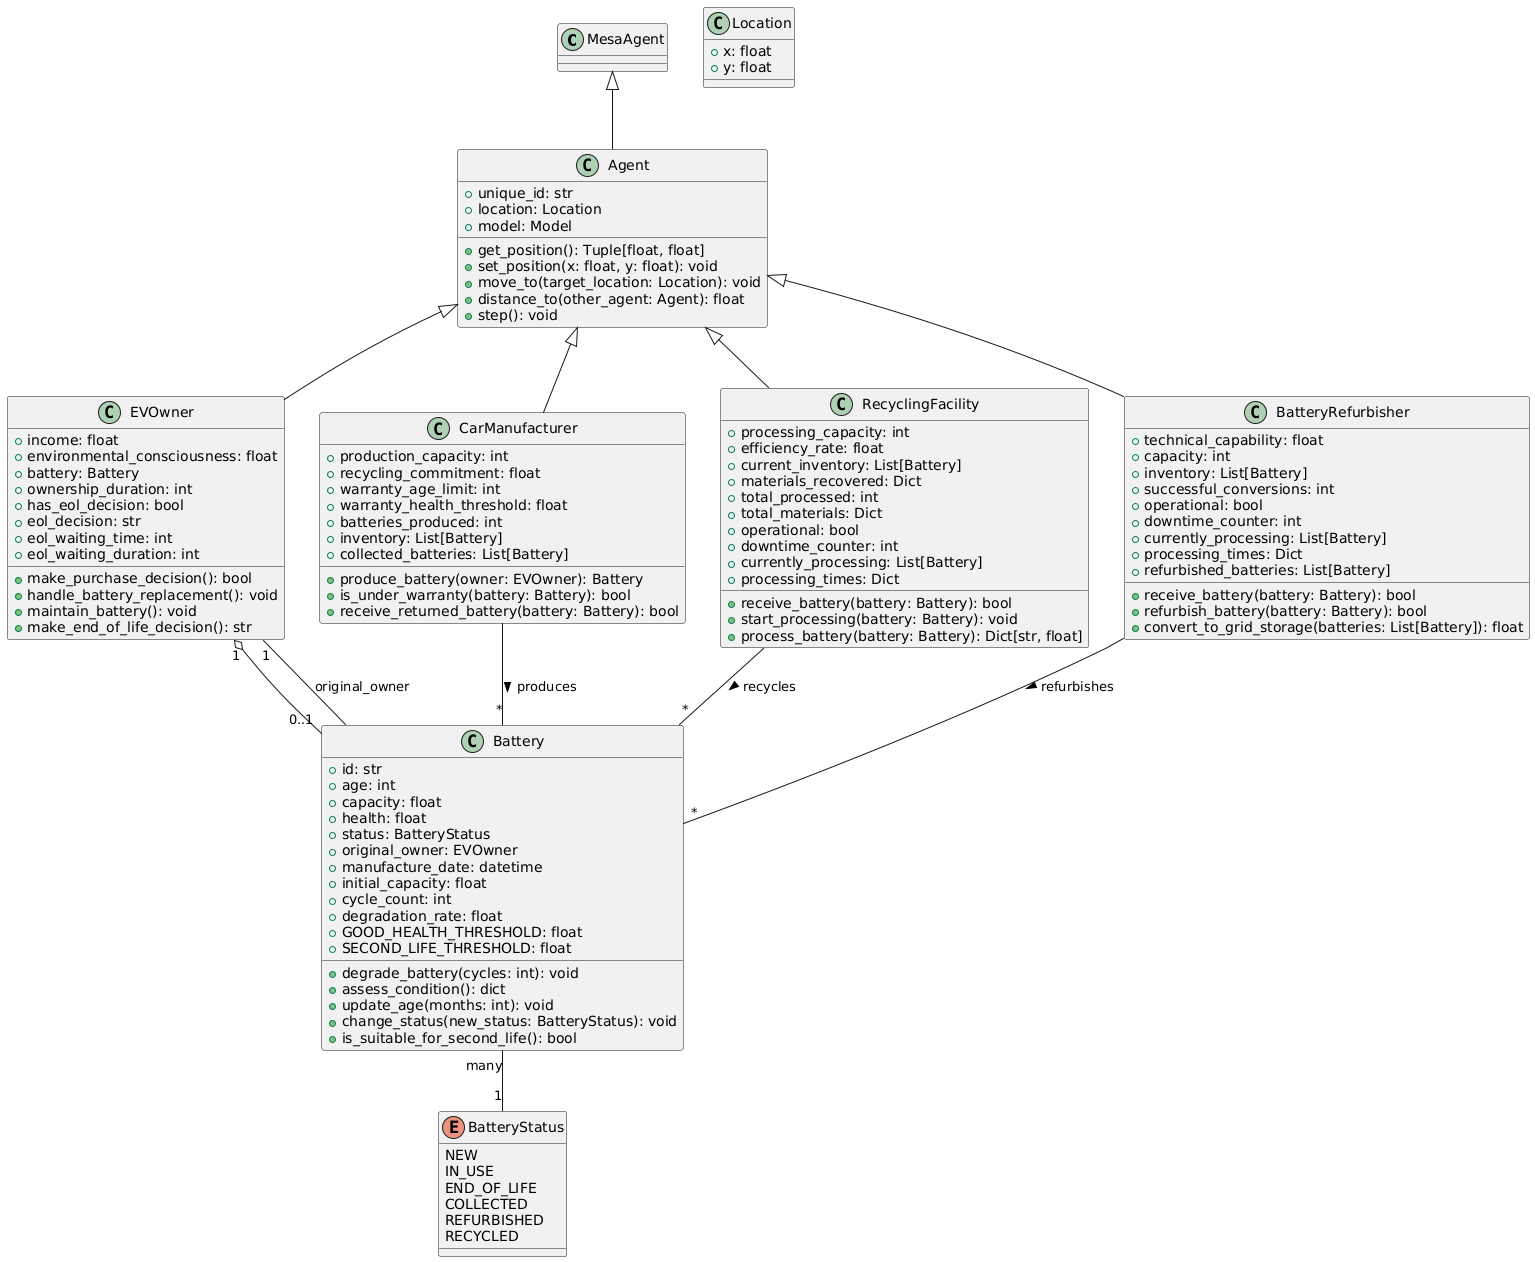 C MesaAgent
C Location
+ x: float
+ y: float
C Agent
unique_id: str
location: Location
model: Model
get_position(): Tuple[float, float]
set_position(x: float, y: float): void
move_to(target_location: Location): void
distance_to(other_agent: Agent): float
step(): void
C EVOwner
income: float
environmental_consciousness: float
battery: Battery
ownership_duration: int
has_eol_decision: bool
eol_decision: str
eol_waiting_time: int
eol_waiting_duration: int
make_purchase_decision(): bool
handle_battery_replacement(): void
maintain_battery(): void
make_end_of_life_decision(): str
C CarManufacturer
production_capacity: int
recycling_commitment: float
warranty_age_limit: int
warranty_health_threshold: float
batteries_produced: int
inventory: List[Battery]
collected_batteries: List[Battery]
produce_battery(owner: EVOwner): Battery
is_under_warranty(battery: Battery): bool
receive_returned_battery(battery: Battery): bool
C RecyclingFacility
processing_capacity: int
efficiency_rate: float
current_inventory: List[Battery]
materials_recovered: Dict
total_processed: int
total_materials: Dict
operational: bool
downtime_counter: int
currently_processing: List[Battery]
processing_times: Dict
receive_battery(battery: Battery): bool
start_processing(battery: Battery): void
process_battery(battery: Battery): Dict[str, float]
C BatteryRefurbisher
technical_capability: float
capacity: int
inventory: List[Battery]
successful_conversions: int
operational: bool
downtime_counter: int
currently_processing: List[Battery]
processing_times: Dict
refurbished_batteries: List[Battery]
receive_battery(battery: Battery): bool
refurbish_battery(battery: Battery): bool
convert_to_grid_storage(batteries: List[Battery]): float
1
1
original_owner
0..1
produces
*
recycles
*
refurbishes
*
C Battery
id: str
age: int
capacity: float
health: float
status: BatteryStatus
original_owner: EVOwner
manufacture_date: datetime
initial_capacity: float
cycle_count: int
degradation_rate: float
GOOD_HEALTH_THRESHOLD: float
SECOND_LIFE_THRESHOLD: float
degrade_battery(cycles: int): void
assess_condition(): dict
update_age(months: int): void
change_status(new_status: BatteryStatus): void
is_suitable_for_second_life(): bool
many
1
E BatteryStatus
NEW
IN_USE
END_OF_LIFE
COLLECTED
REFURBISHED
RECYCLED